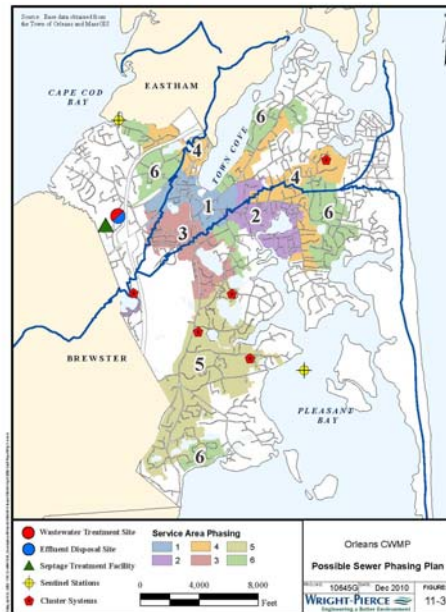 Source: Base data obtained from
the Town of Orleans and MassGIS
CAPE COD
BAY
EASTHAM
TOWN COVE
6
4
6
4
1
2
6
3
BREWSTER
5
PLEASANT
BAY
6
Wastewater Treatment Site
Effluent Disposal Site
Septage Treatment Facility
Sentinel Stations
Cluster Systems
Service Area Phasing
1 4 5
2 3 6
0 4,000 8,000
Feet
Orleans CWMP
Possible Sewer Phasing Plan
10845G DATE Dec 2010 FIGURE
WRIGHT-PIERCE 11-3
Engineering a Better Environment